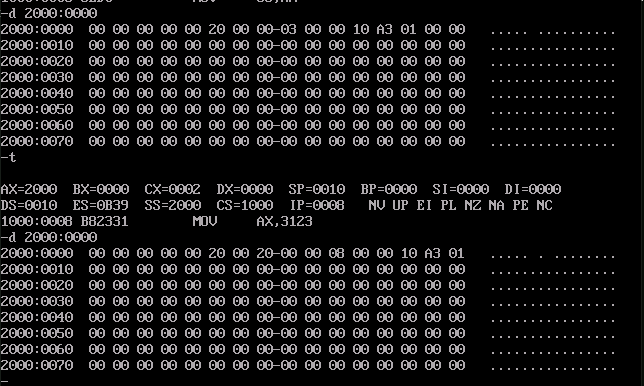 -d 2000:0000
2000:0000 00 00 00 00 00 20 00 00-03 00 00 10 A3 01 00 00 ..... ..........
2000:0010 00 00 00 00 00 00 00 00-00 00 00 00 00 00 00 00 ................
2000:0020 00 00 00 00 00 00 00 00-00 00 00 00 00 00 00 00 ................
2000:0030 00 00 00 00 00 00 00 00-00 00 00 00 00 00 00 00 ................
2000:0040 00 00 00 00 00 00 00 00-00 00 00 00 00 00 00 00 ................
2000:0050 00 00 00 00 00 00 00 00-00 00 00 00 00 00 00 00 ................
2000:0060 00 00 00 00 00 00 00 00-00 00 00 00 00 00 00 00 ................
2000:0070 00 00 00 00 00 00 00 00-00 00 00 00 00 00 00 00 ................
-t
AX=2000 BX=0000 CX=0002 DX=0000 SP=0010 BP=0000 SI=0000 DI=0000
DS=0010 ES=0B39 SS=2000 CS=1000 IP=0008 NV UP EI PL NZ NA PE NC
1000:0008 B82331 MOV AX,3123
-d 2000:0000
2000:0000 00 00 00 00 00 20 00 20-00 00 08 00 00 10 A3 01 ..... . ........
2000:0010 00 00 00 00 00 00 00 00-00 00 00 00 00 00 00 00 ................
2000:0020 00 00 00 00 00 00 00 00-00 00 00 00 00 00 00 00 ................
2000:0030 00 00 00 00 00 00 00 00-00 00 00 00 00 00 00 00 ................
2000:0040 00 00 00 00 00 00 00 00-00 00 00 00 00 00 00 00 ................
2000:0050 00 00 00 00 00 00 00 00-00 00 00 00 00 00 00 00 ................
2000:0060 00 00 00 00 00 00 00 00-00 00 00 00 00 00 00 00 ................
2000:0070 00 00 00 00 00 00 00 00-00 00 00 00 00 00 00 00 ................
-